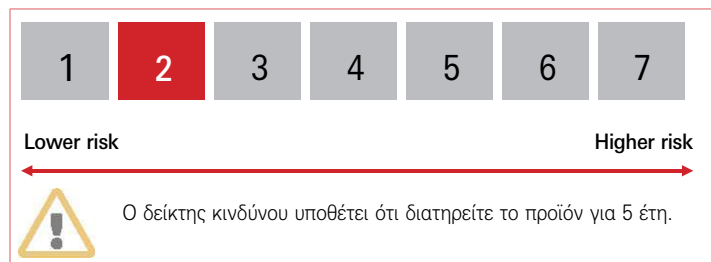 1 2 3 4 5 6 7
Lower risk Higher risk
Ο δείκτης κινδύνου υποθέτει ότι διατηρείτε το προϊόν για 5 έτη.